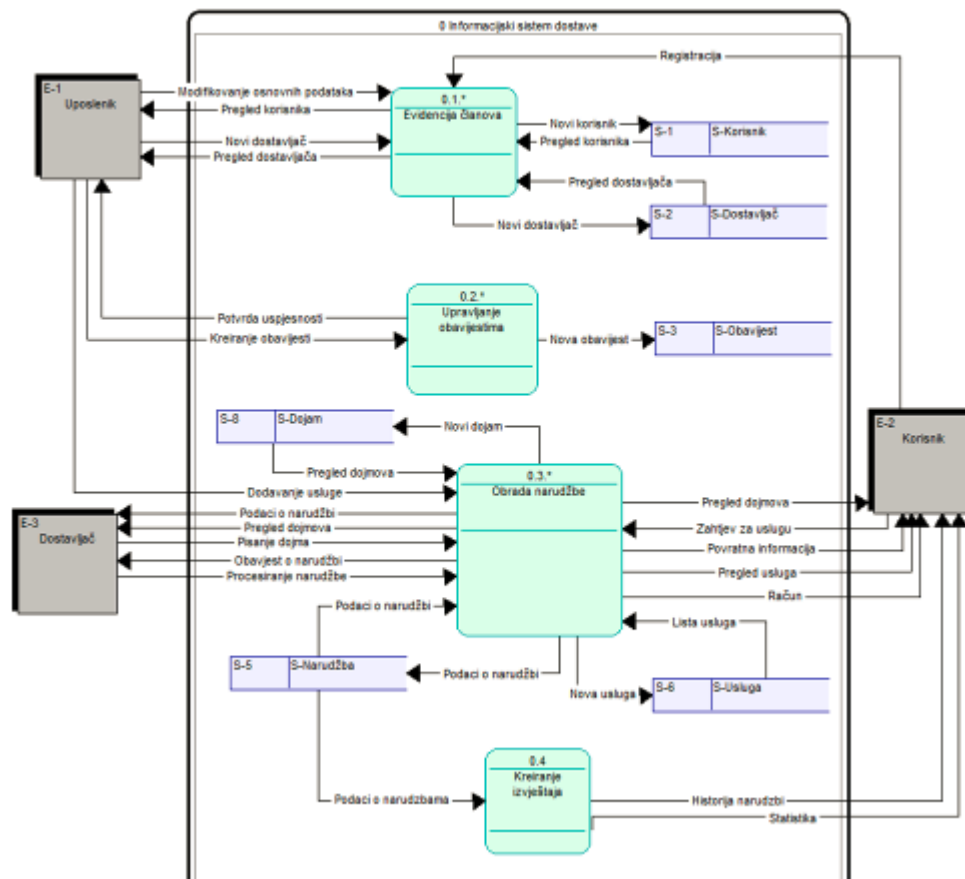 0 Informacijski sistem dostave
Registracija
E-1
Uposlenik
Modifikovanje osnovnih podataka
Pregled korisnika
Novi dostavljač
Pregled dostavljača
0.1.*
Evidencija članova
Novi korisnik
Pregled korisnika
S-1
S-Korisnik
Pregled dostavljača
Novi dostavljač
S-2
S-Dostavljač
Potvrda uspjesnosti
Kreiranje obavijesti
0.2.*
Upravljanje
obavijestima
Nova obavijest
S-3
S-Obavijest
S-8
S-Dojam
Novi dojam
Pregled dojmova
Dodavanje usluge
E-3
Dostavljač
Podaci o narudžbi
Pregled dojmova
Pisanje dojma
Obavjest o narudžbi
Procesiranje narudžbe
0.3.*
Obrada narudžbe
E-2
Korisnik
Pregled dojmova
Zahtjev za uslugu
Povratna informacija
Pregled usluga
Račun
Podaci o narudžbi
Lista usluga
S-5
S-Narudžba
Podaci o narudžbi
Nova usluga
S-6
S-Usluga
Podaci o narudzbama
0.4
Kreiranje
izvještaja
Historija narudzbi
Statistika